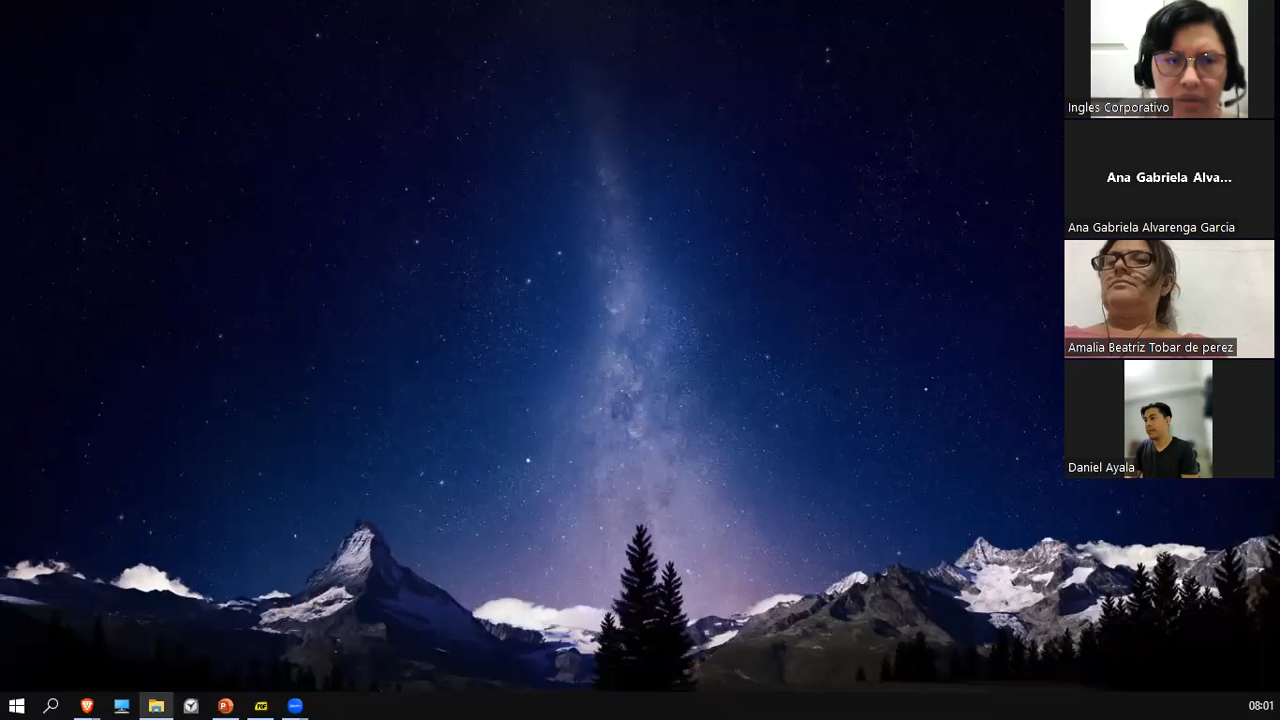 Ingles Corporativo
Ana Gabriela Alva...
Ana Gabriela Alvarenga Garcia
Amalia Beatriz Tobar de perez
Daniel Ayala
08:01